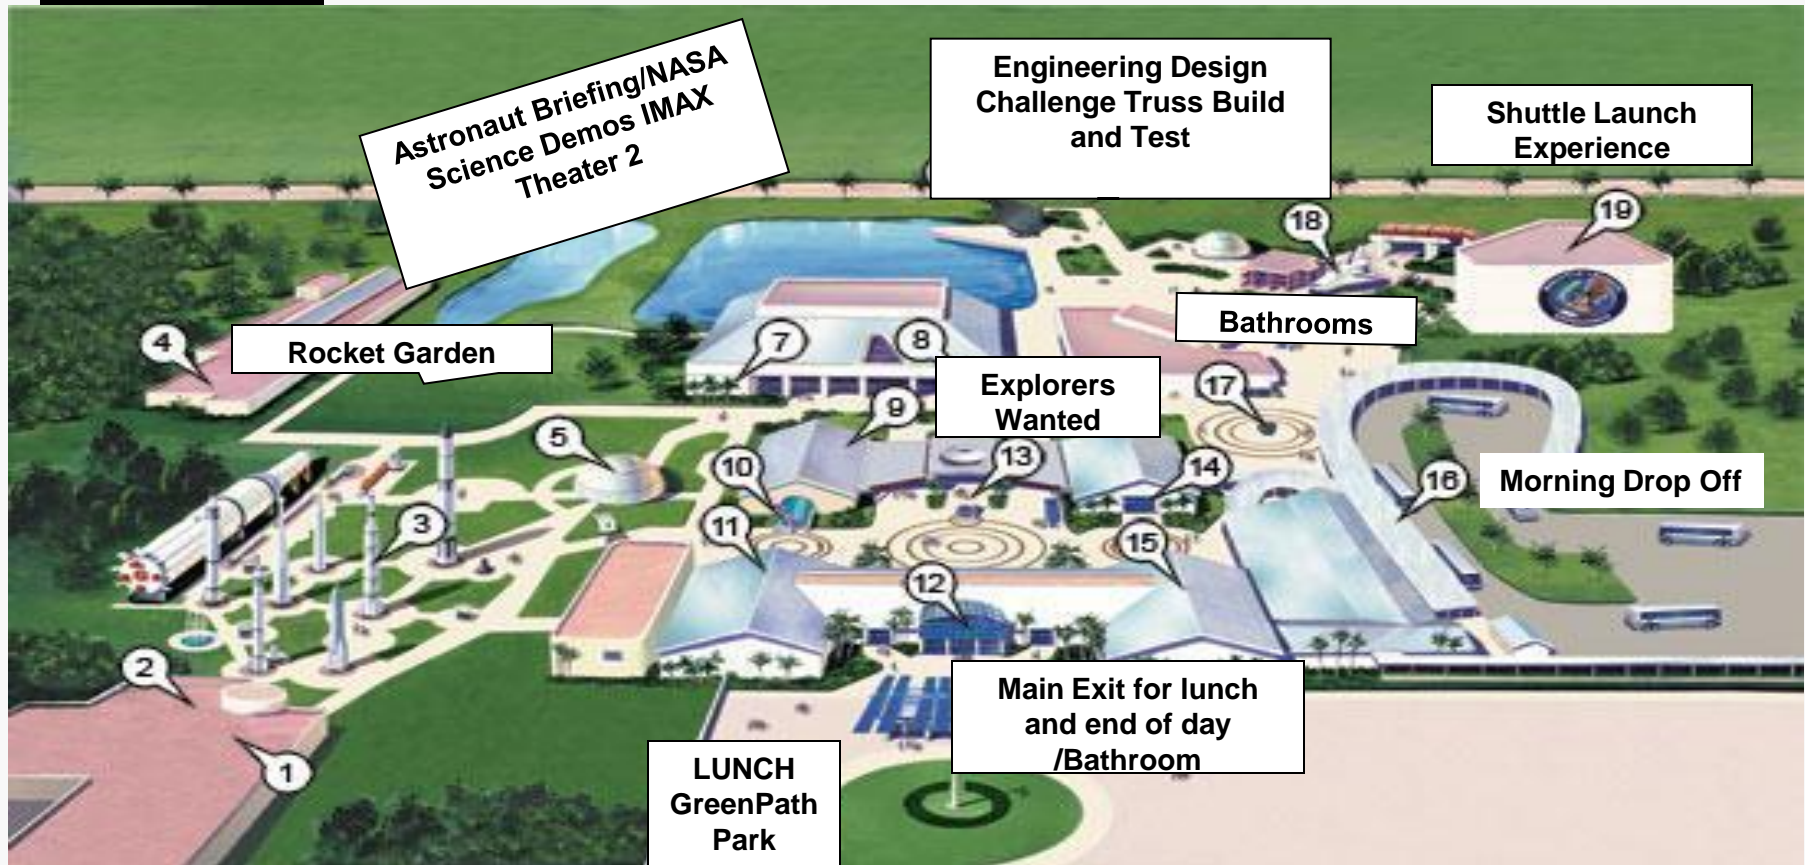 Astronaut Briefing/NASA
Science Demos IMAX
Theater 2
Engineering Design
Challenge Truss Build
and Test
Shuttle Launch
Experience
18
19
Bathrooms
4
Rocket Garden
7
8
Explorers
Wanted
17
9
5
10
13
14
16
Morning Drop Off
3
11
15
12
2
Main Exit for lunch
and end of day
/Bathroom
1
LUNCH
GreenPath
Park